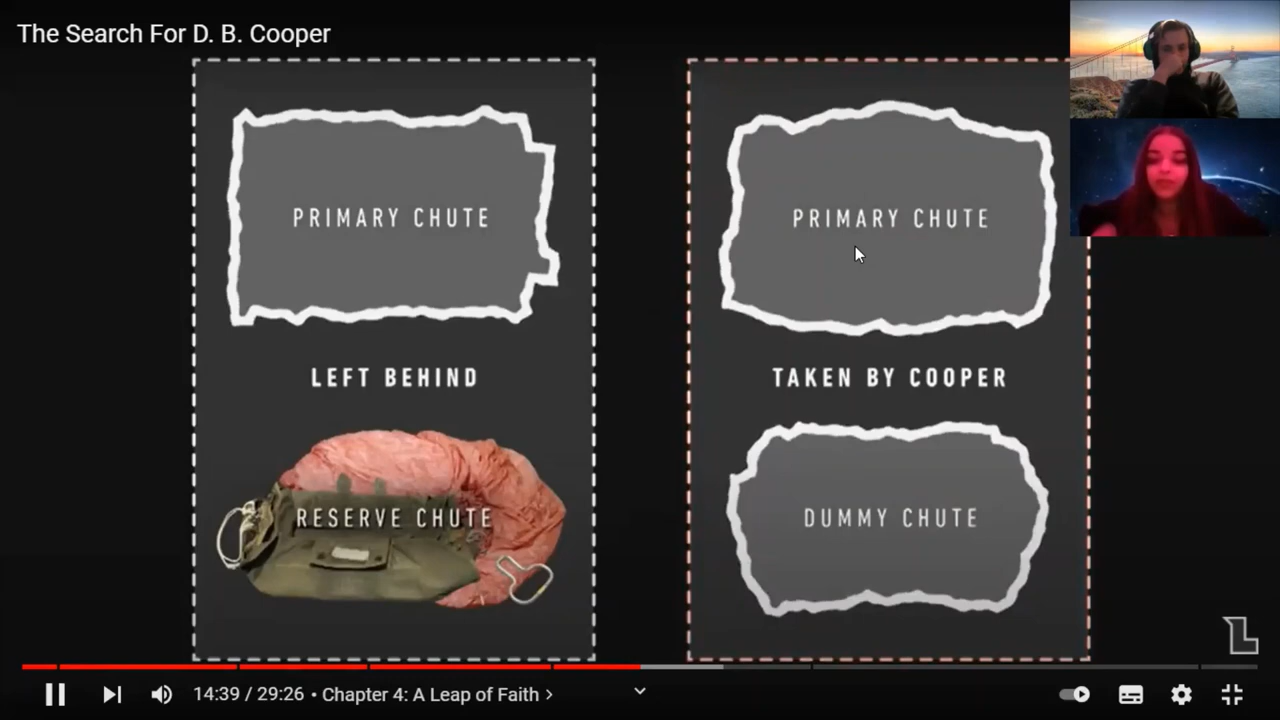 The Search For D. B. Cooper
PRIMARY CHUTE
PRIMARY CHUTE
LEFT BEHIND
TAKEN BY COOPER
RESERVE CHUTE
DUMMY CHUTE
14:39 / 29:26 • Chapter 4: A Leap of Faith >